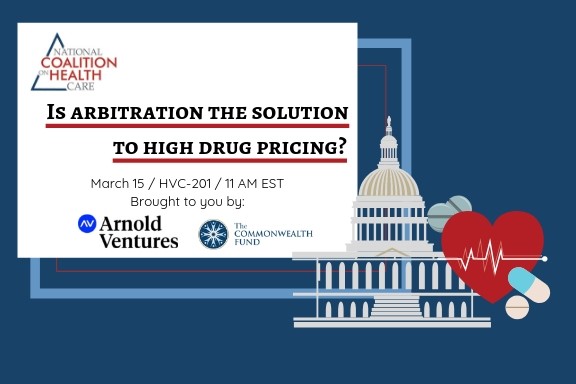 NATIONAL
COALITION
ON HEALTH
CARE
IS ARBITRATION THE SOLUTION
TO HIGH DRUG PRICING?
March 15 / HVC-201 / 11 AM EST
Brought to you by:
AV Arnold
Ventures
The
COMMONWEALTH
FUND